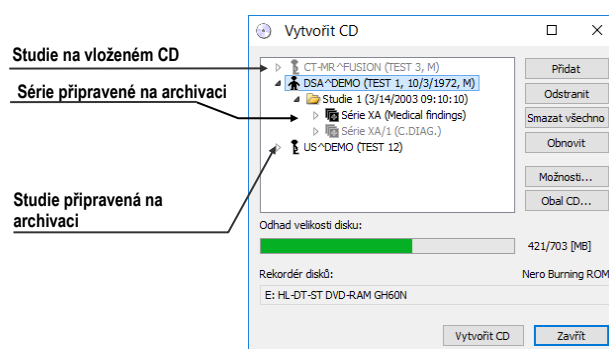 Vytvořit CD
Studie na vloženém CD
Série připravené na archivaci
Studie připravená na
archivaci
CT-MR^FUSION (TEST 3, M)
DSA^DEMO (TEST 1, 10/3/1972, M)
Studie 1 (3/14/2003 09:10:10)
Série XA (Medical findings)
Série XA/1 (C.DIAG.)
US^DEMO (TEST 12)
Přidat
Odstranit
Smazat všechno
Obnovit
Možnosti...
Obal CD...
Odhad velikosti disku:
421/703 [MB]
Rekordér disků:
Nero Burning ROM
E: HL-DT-ST DVD-RAM GH60N
Vytvořit CD
Zavřít